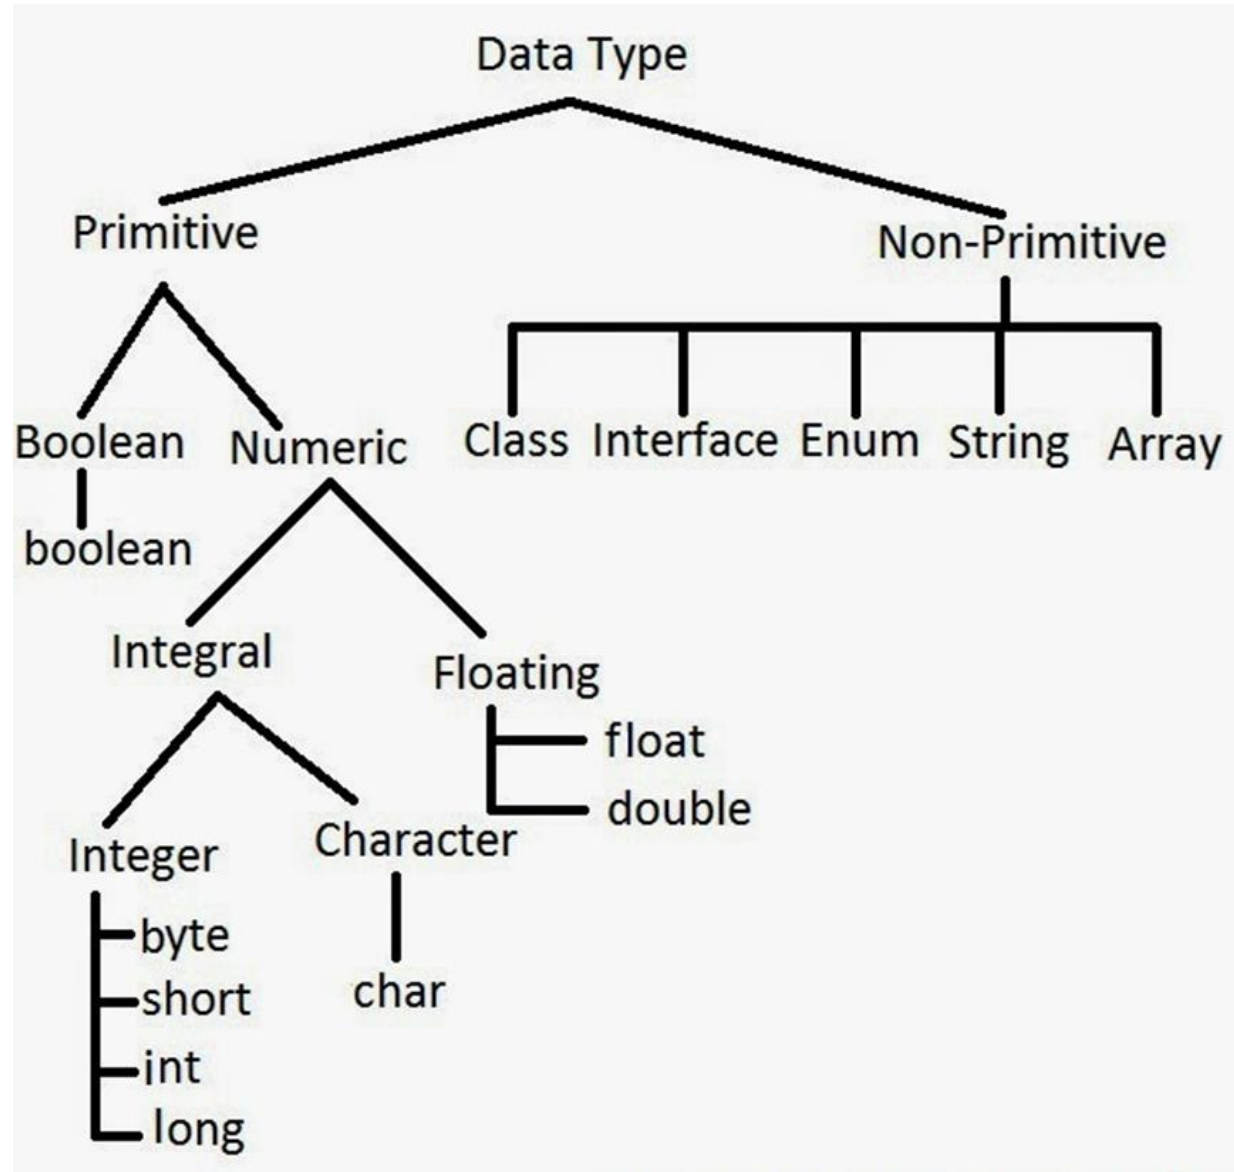 Data Type
Primitive
Non-Primitive
Boolean
Numeric
Class
Interface
Enum
String
Array
boolean
Integral
Floating
float
double
Integer
Character
byte
short
int
long
char